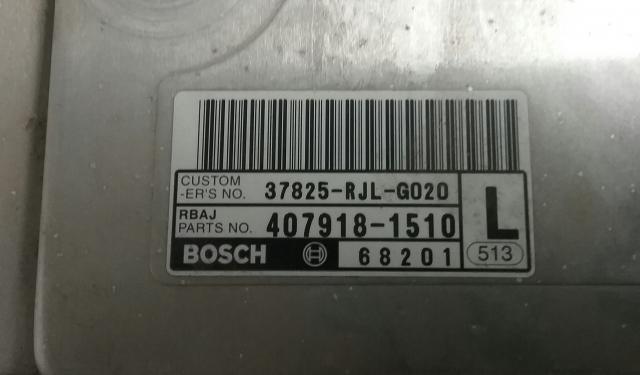 CUSTOM
-ER'S NO. 37825-RJL-G020
RBAJ
PARTS NO. 407918-1510
L
BOSCH 68201
513